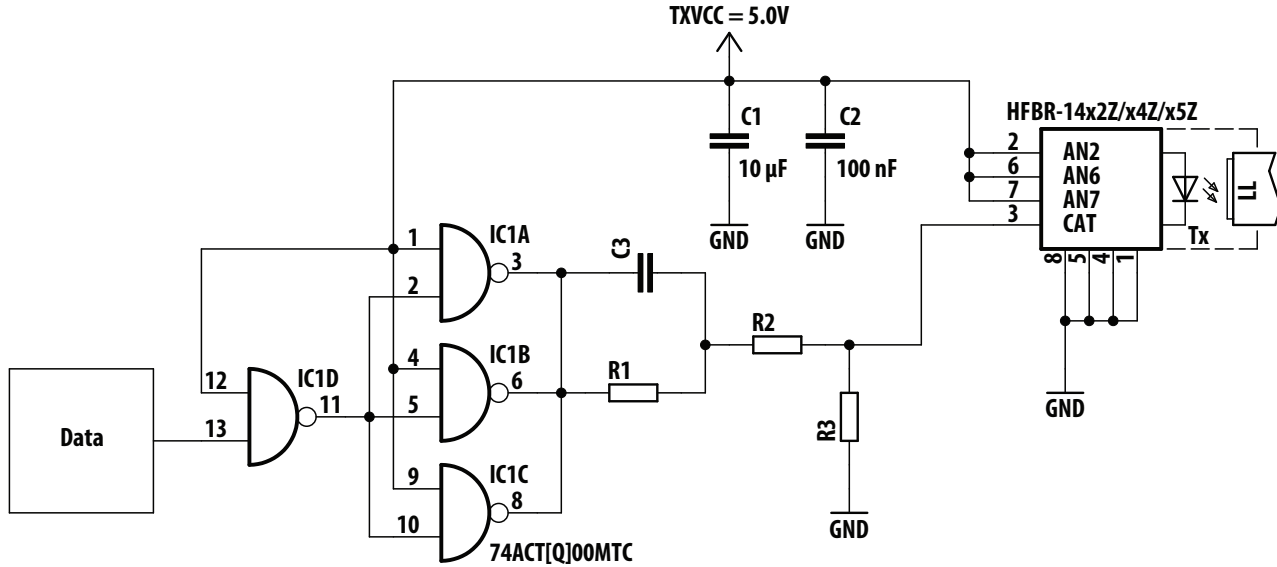 TXVCC = 5.0V
C1
C2
10 µF
100 nF
GND
GND
HFBR-14x2Z/x4Z/x5Z
2
AN2
6
AN6
7
AN7
3
CAT
Tx
LL
8
5
4
1
GND
1
IC1A
3
2
C3
R2
4
IC1B
6
5
R1
12
IC1D
11
13
Data
9
IC1C
8
10
74ACT[Q]00MTC
R3
GND